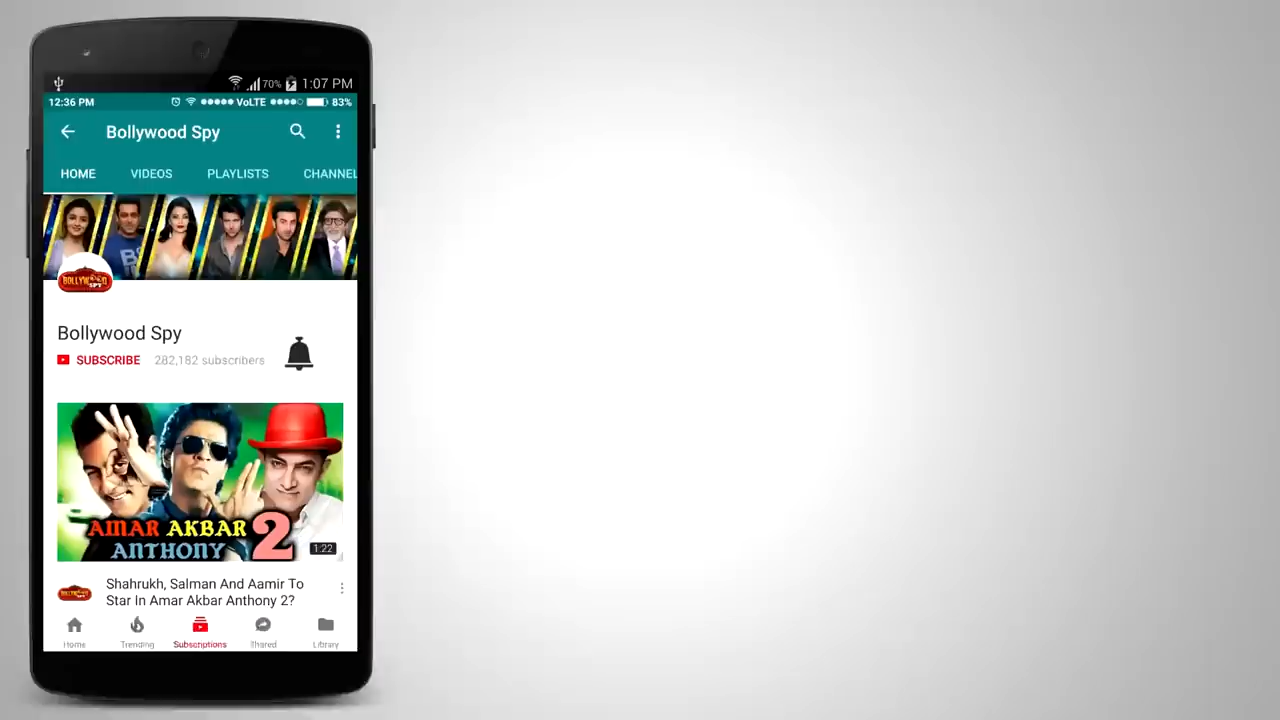 70% 1:07 PM
12:36 PM VoLTE 83%
Bollywood Spy
HOME VIDEOS PLAYLISTS CHANNEL
BOLLYWOOD
SPY
Bollywood Spy
SUBSCRIBE 282,182 subscribers
AMAR AKBAR
ANTHONY 2
1:22
Shahrukh, Salman And Aamir To
Star In Amar Akbar Anthony 2?
Home Trending Subscriptions Shared Library